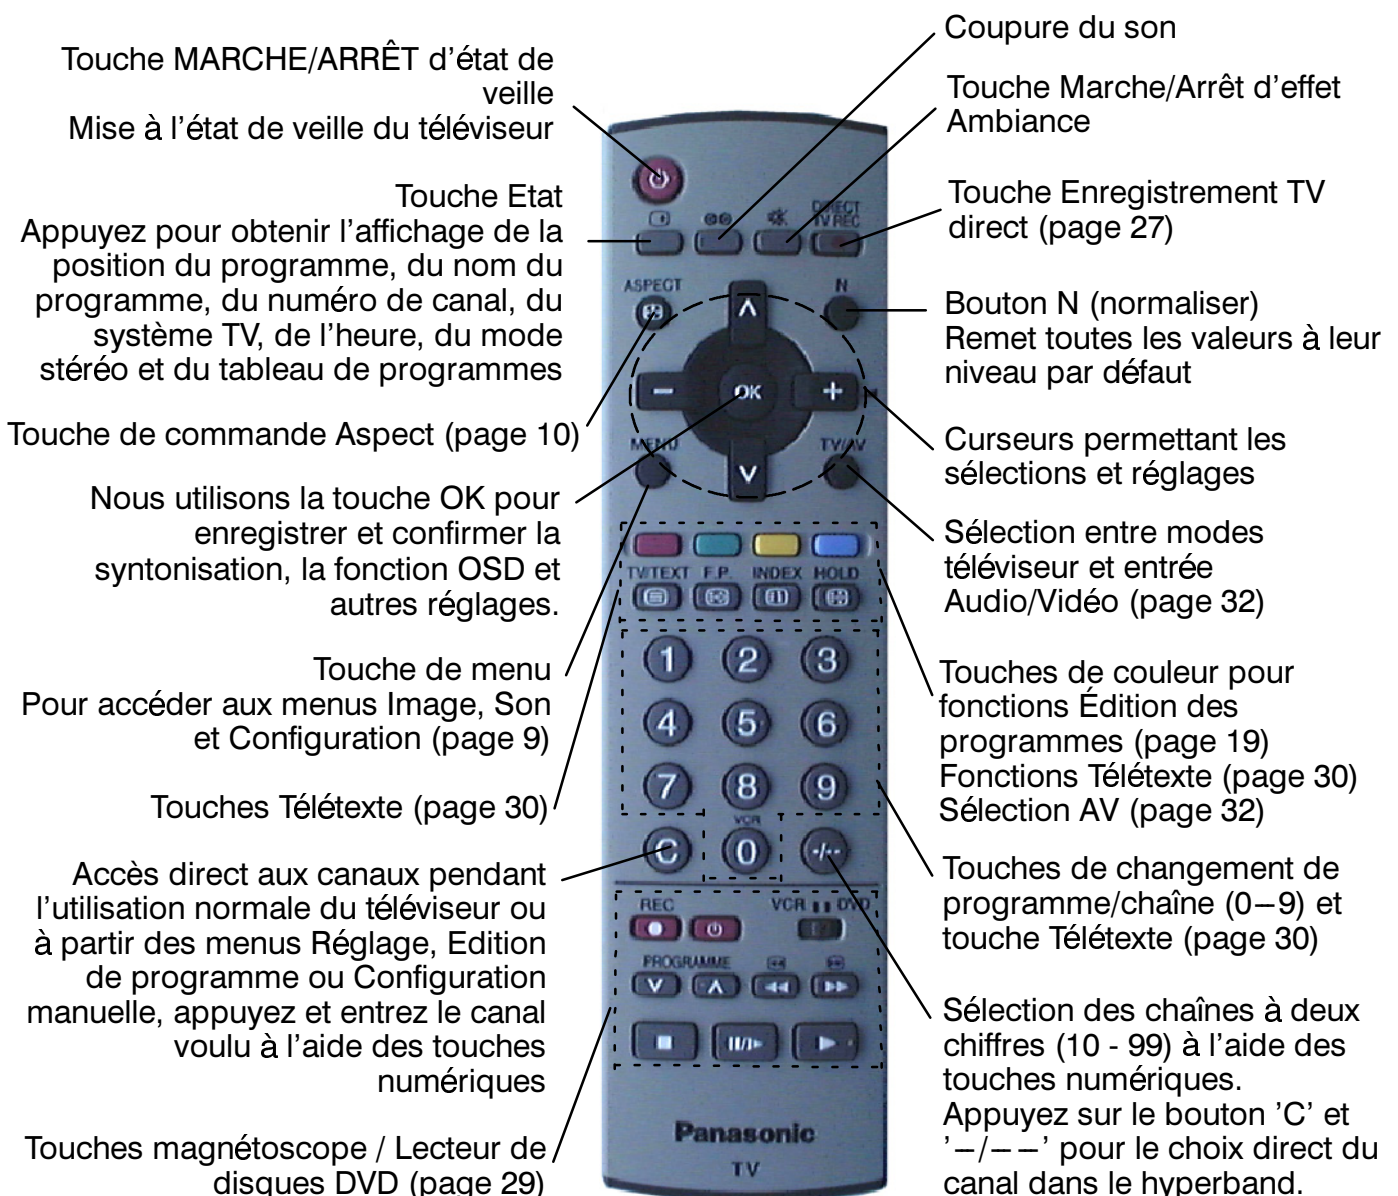 Touche MARCHE/ARRÊT d'état de
veille
Mise à l'état de veille du téléviseur
Touche Etat
Appuyez pour obtenir l'affichage de la
position du programme, du nom du
programme, du numéro de canal, du
système TV, de l'heure, du mode
stéréo et du tableau de programmes
Touche de commande Aspect (page 10)
Nous utilisons la touche OK pour
enregistrer et confirmer la
syntonisation, la fonction OSD et
autres réglages.
Touche de menu
Pour accéder aux menus Image, Son
et Configuration (page 9)
Touches Télétexte (page 30)
Accès direct aux canaux pendant
l'utilisation normale du téléviseur ou
à partir des menus Réglage, Edition
de programme ou Configuration
manuelle, appuyez et entrez le canal
voulu à l'aide des touches
numériques
Touches magnétoscope / Lecteur de
disques DVD (page 29)
DIRECT
TV REC
ASPECT N
OK
MENU TV/AV
TV/TEXT F.P. INDEX HOLD
1 2 3
4 5 6
7 8 9
VCR
C 0 -/--
REC VCR DVD
PROGRAMME
Panasonic
TV
Coupure du son
Touche Marche/Arrêt d'effet
Ambiance
Touche Enregistrement TV
direct (page 27)
Bouton N (normaliser)
Remet toutes les valeurs à leur
niveau par défaut
Curseurs permettant les
sélections et réglages
Sélection entre modes
téléviseur et entrée
Audio/Vidéo (page 32)
Touches de couleur pour
fonctions Édition des
programmes (page 19)
Fonctions Télétexte (page 30)
Sélection AV (page 32)
Touches de changement de
programme/chaîne (0–9) et
touche Télétexte (page 30)
Sélection des chaînes à deux
chiffres (10 - 99) à l'aide des
touches numériques.
Appuyez sur le bouton 'C' et
'–/– –' pour le choix direct du
canal dans le hyperband.